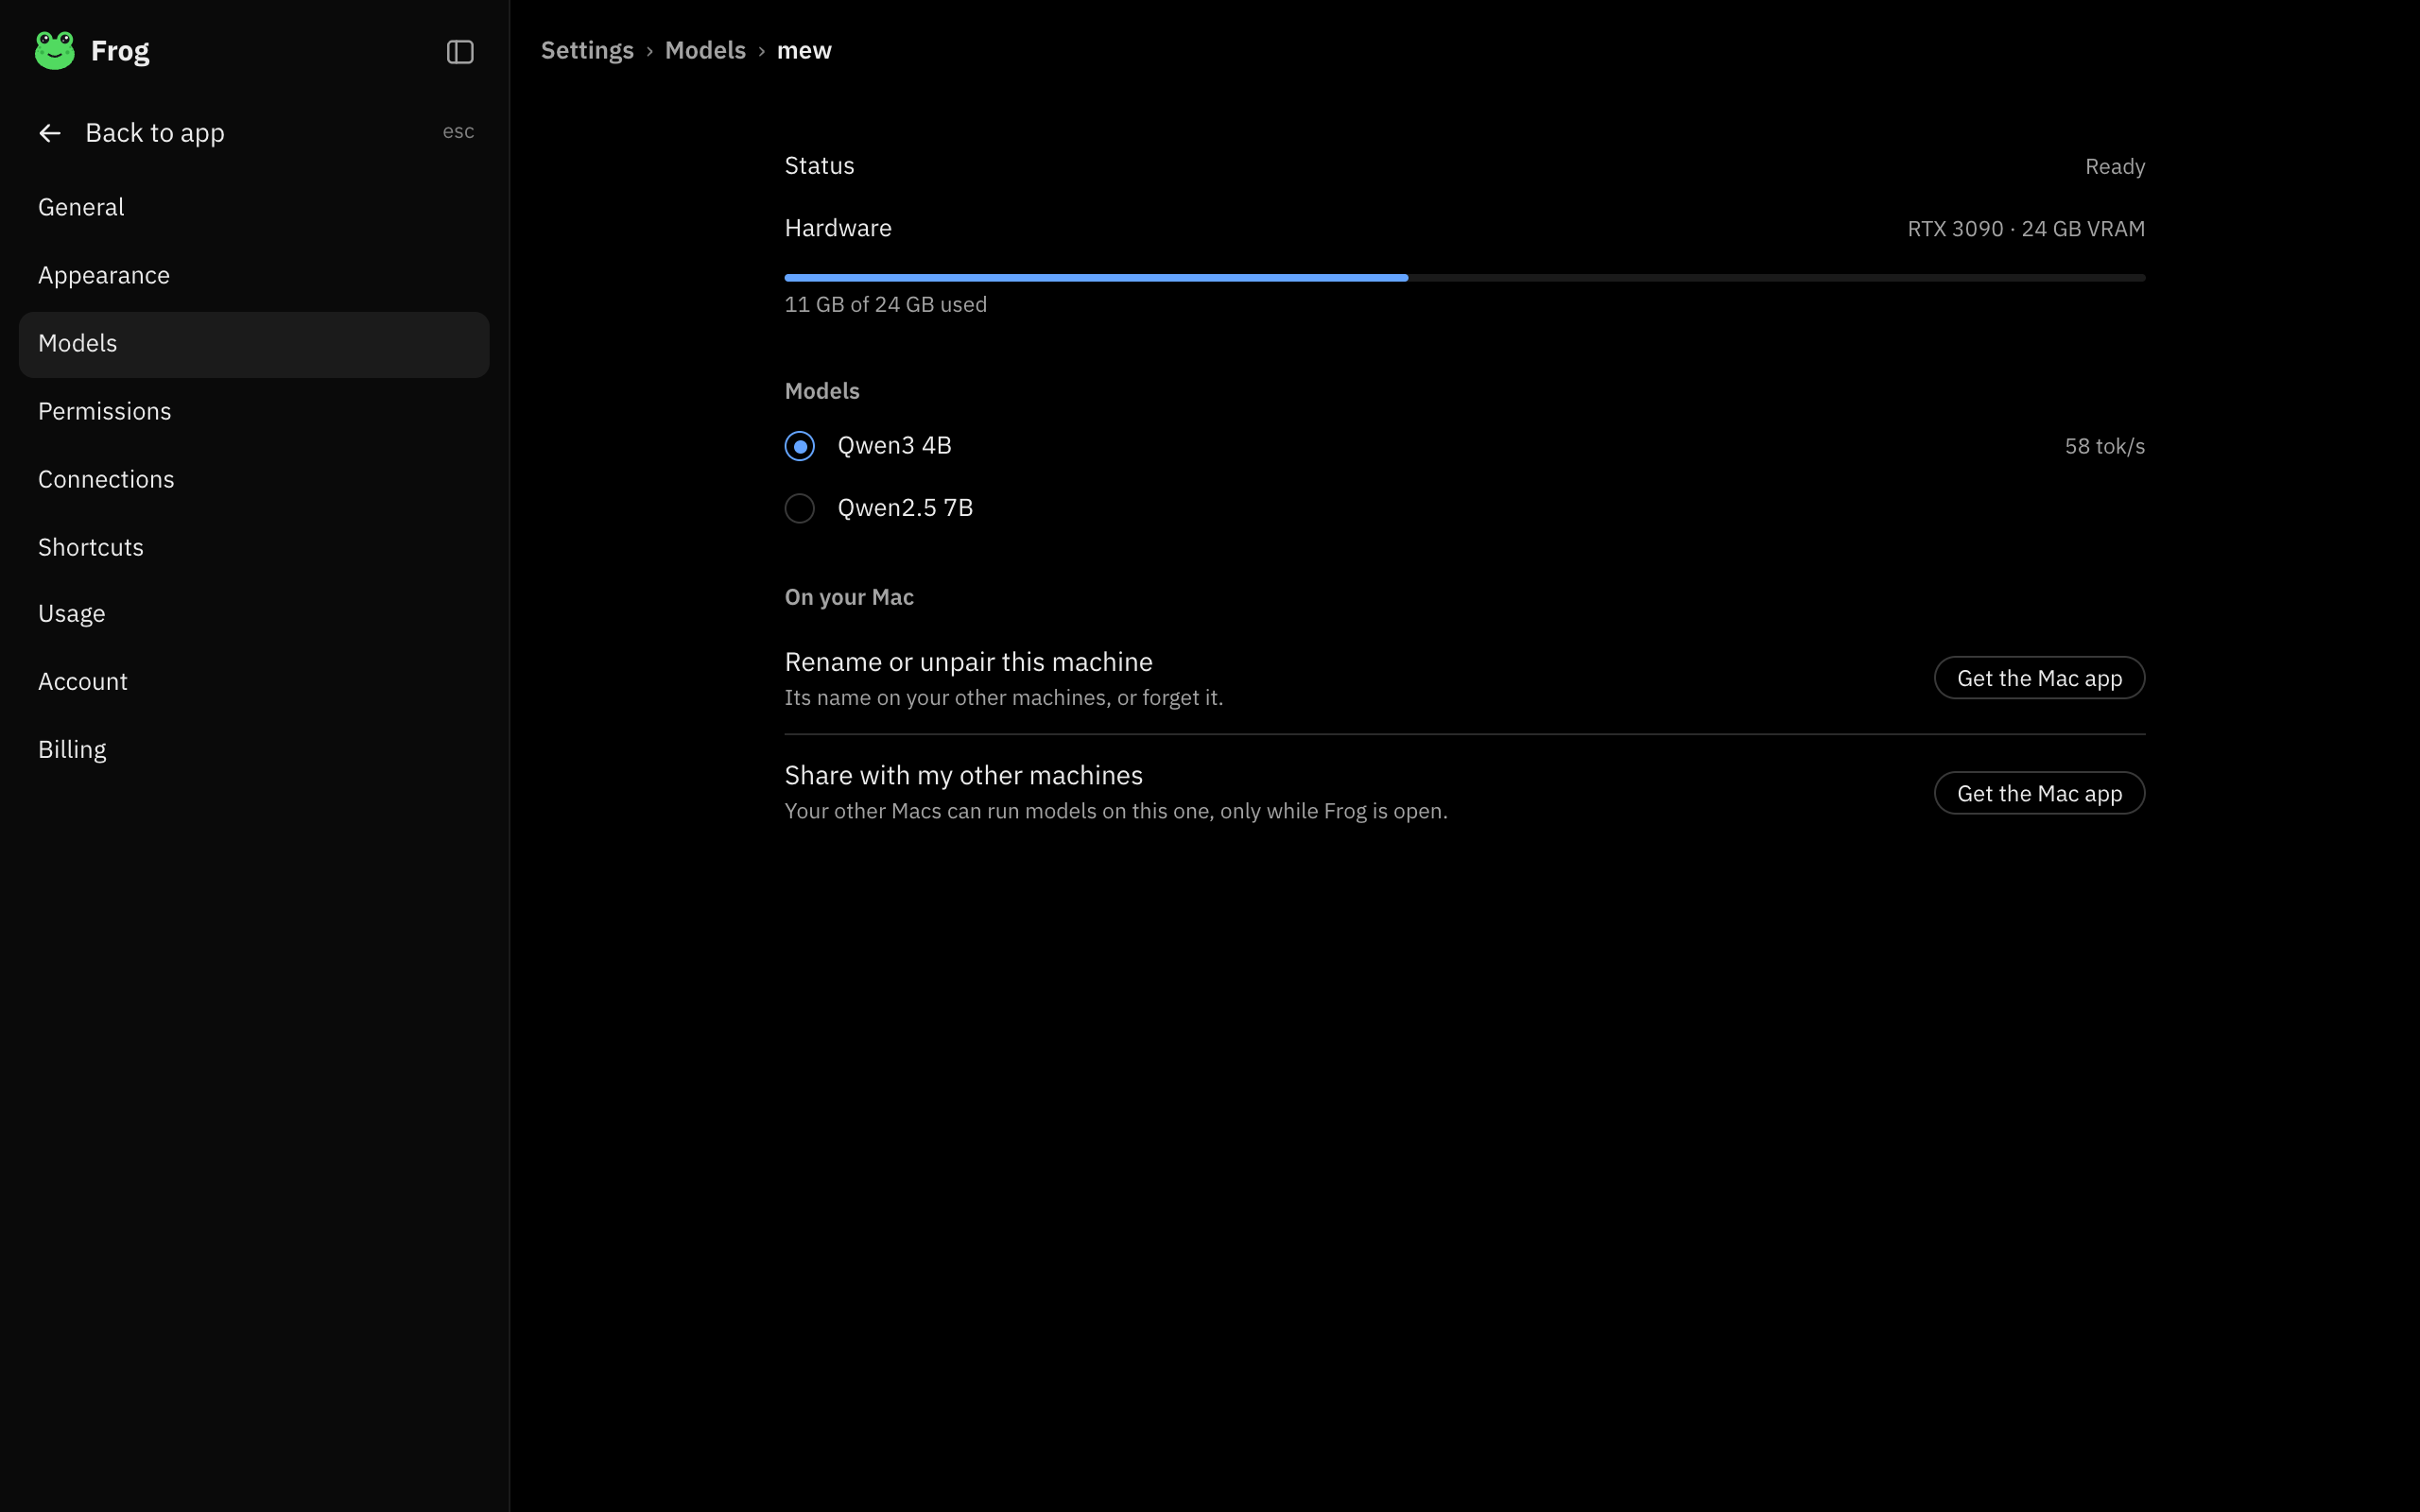 Frog
Back to app
esc
General
Appearance
Models
Permissions
Connections
Shortcuts
Usage
Account
Billing
Settings › Models › mew
Status
Ready
Hardware
RTX 3090 · 24 GB VRAM
11 GB of 24 GB used
Models
Qwen3 4B
58 tok/s
Qwen2.5 7B
On your Mac
Rename or unpair this machine
Its name on your other machines, or forget it.
Get the Mac app
Share with my other machines
Your other Macs can run models on this one, only while Frog is open.
Get the Mac app